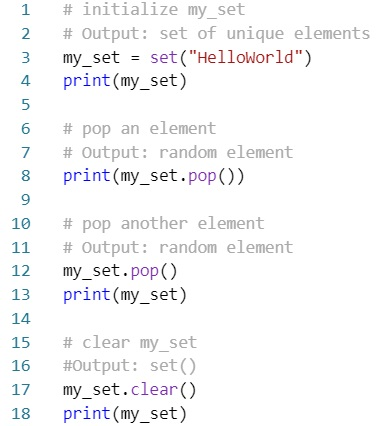 1 # initialize my_set
2 # Output: set of unique elements
3 my_set = set("HelloWorld")
4 print(my_set)
5
6 # pop an element
7 # Output: random element
8 print(my_set.pop())
9
10 # pop another element
11 # Output: random element
12 my_set.pop()
13 print(my_set)
14
15 # clear my_set
16 #Output: set()
17 my_set.clear()
18 print(my_set)